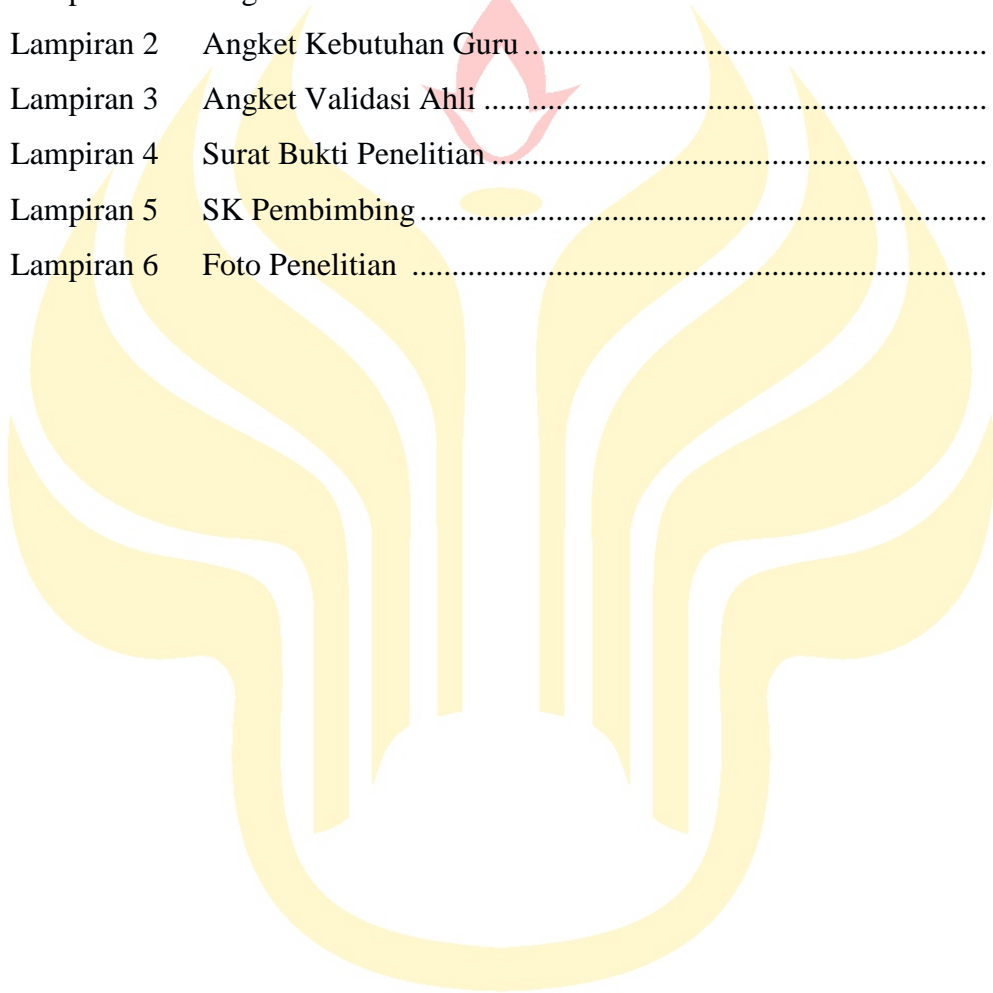 Lampiran 2 Angket Kebutuhan Guru ..........................................................
Lampiran 3 Angket Validasi Ahli ...............................................................
Lampiran 4 Surat Bukti Penelitian .............................................................
Lampiran 5 SK Pembimbing .......................................................................
Lampiran 6 Foto Penelitian ........................................................................